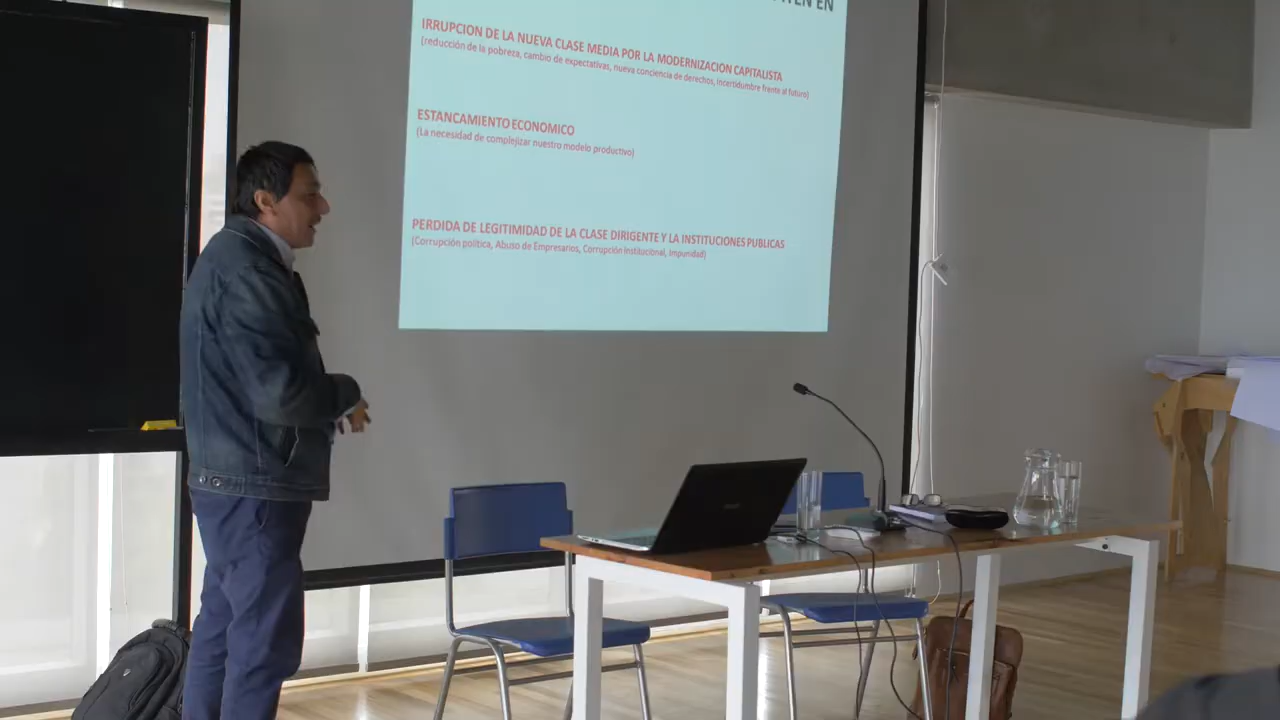 EN
IRRUPCION DE LA NUEVA CLASE MEDIA POR LA MODERNIZACION CAPITALISTA
(reducción de la pobreza, cambio de expectativas, nueva conciencia de derechos, incertidumbre frente al futuro)
ESTANCAMIENTO ECONOMICO
(La necesidad de complejizar nuestro modelo productivo)
PERDIDA DE LEGITIMIDAD DE LA CLASE DIRIGENTE Y LA INSTITUCIONES PUBLICAS
(Corrupción política, Abuso de Empresarios, Corrupción Institucional, Impunidad)